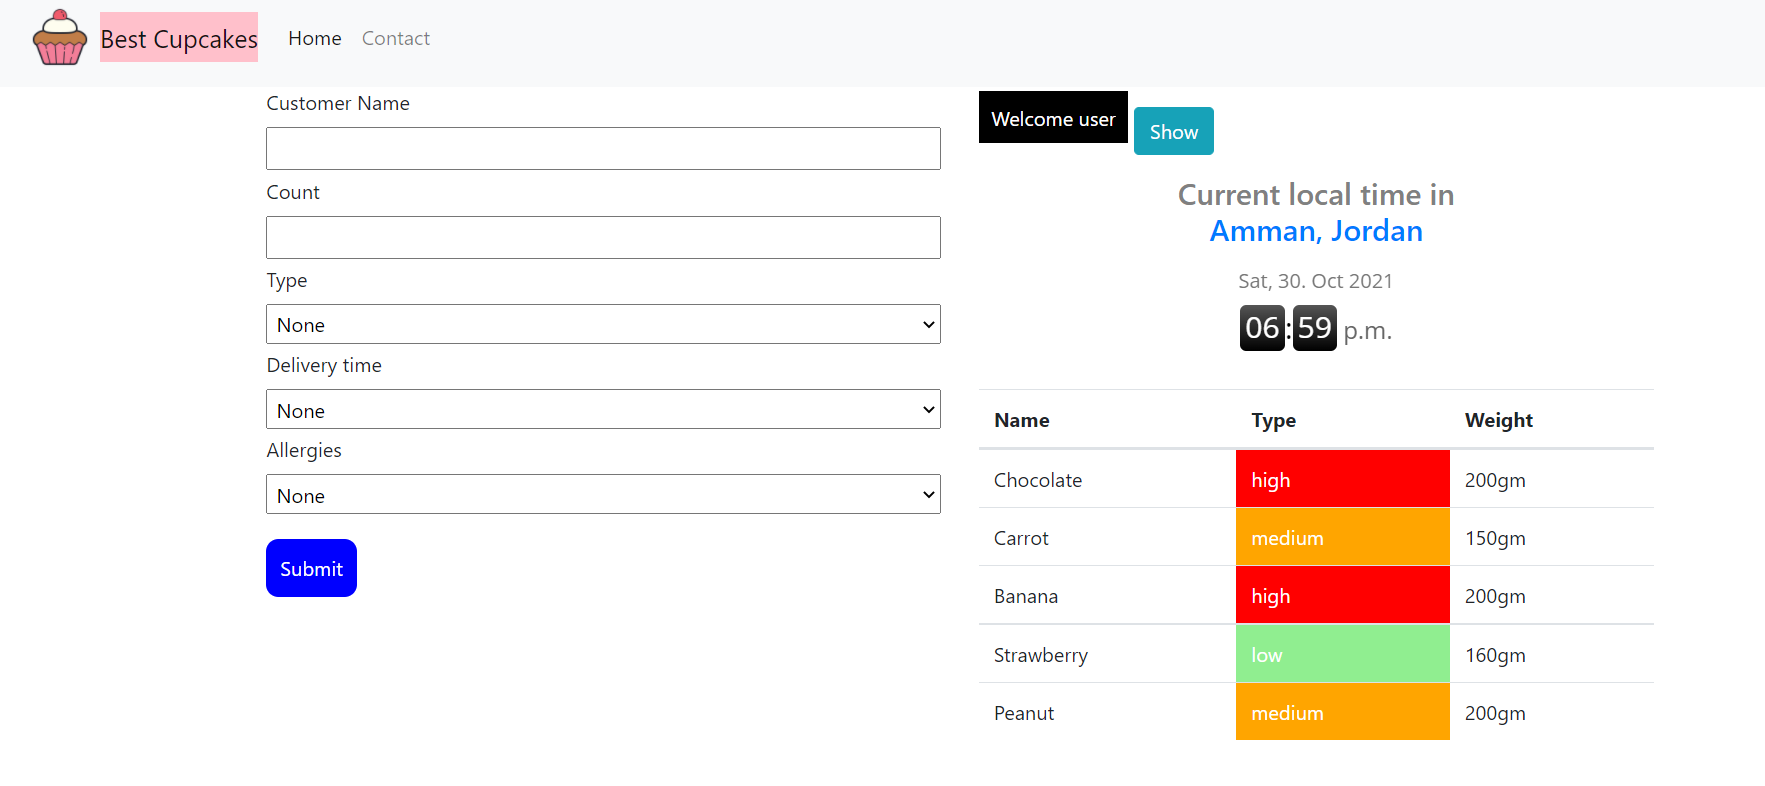 Best Cupcakes Home Contact
Customer Name
Count
Type
None
Delivery time
None
Allergies
None
Submit
Welcome user Show
Current local time in
Amman, Jordan
Sat, 30. Oct 2021
06:59 p.m.
Name Type Weight
Chocolate high 200gm
Carrot medium 150gm
Banana high 200gm
Strawberry low 160gm
Peanut medium 200gm